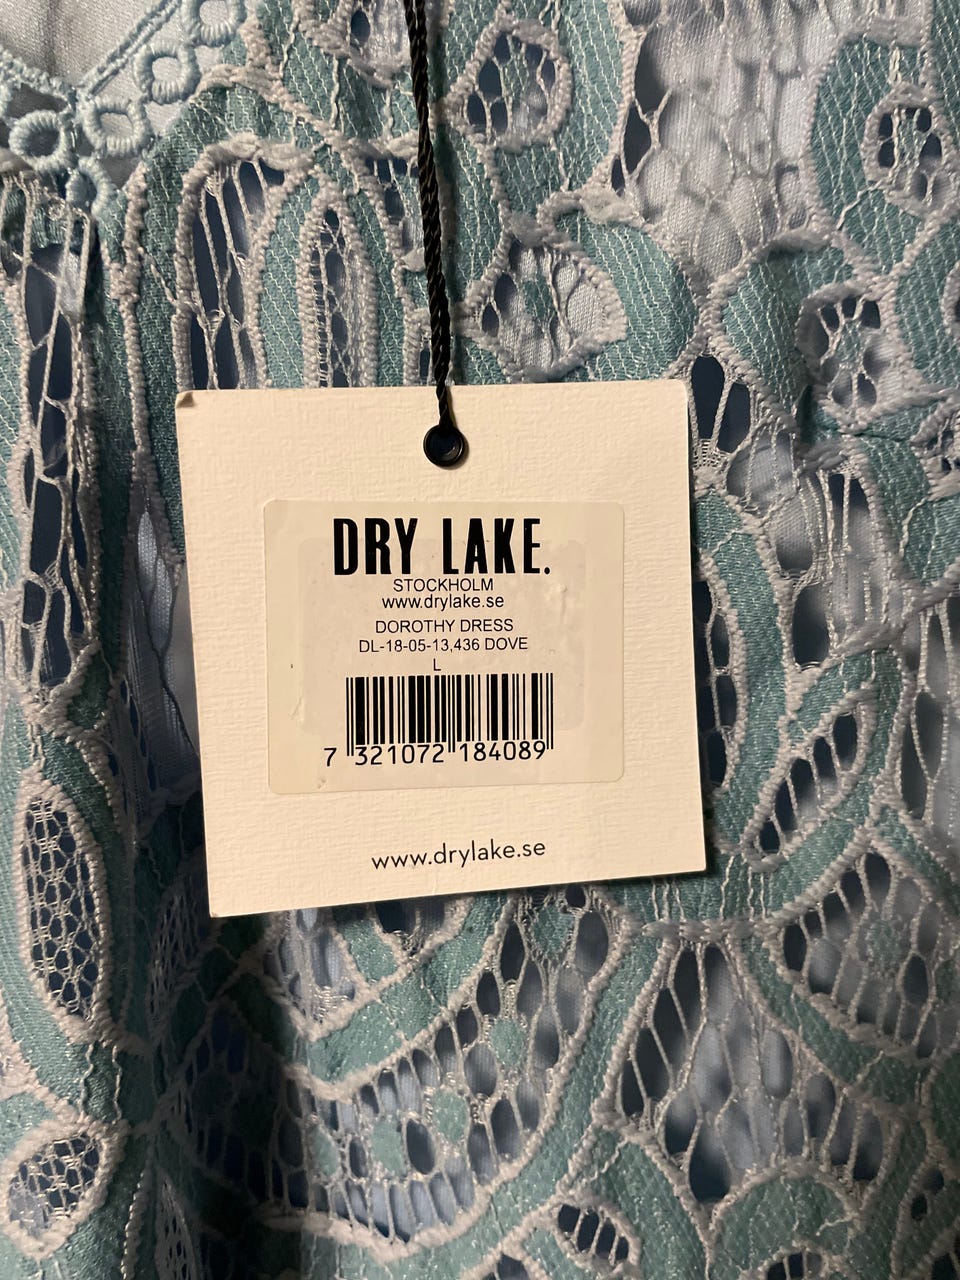 DRY LAKE.
STOCKHOLM
www.drylake.se
DOROTHY DRESS
DL-18-05-13,436 DOVE
L
7 321072 184089
www.drylake.se